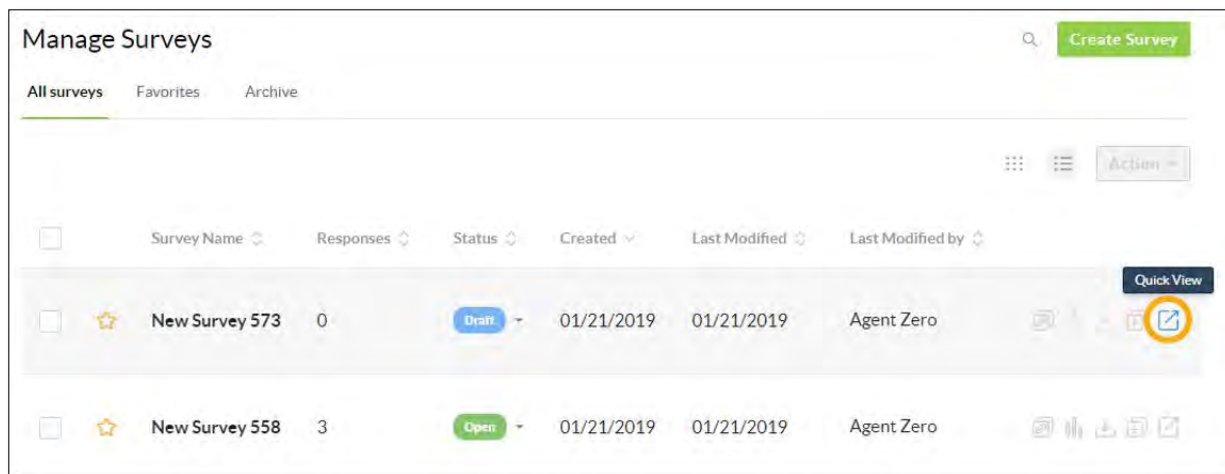 Manage Surveys
Create Survey
All surveys Favorites Archive
Action
Survey Name Responses Status Created Last Modified Last Modified by
Quick View
New Survey 573 0 Draft 01/21/2019 01/21/2019 Agent Zero
New Survey 558 3 Open 01/21/2019 01/21/2019 Agent Zero